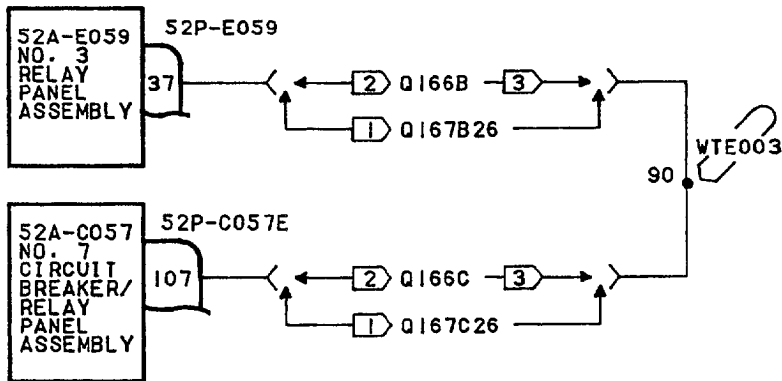 52A-E059
NO. 3
RELAY
PANEL
ASSEMBLY
52P-E059
37
2 Q166B 3
1 Q167B26
WTE003
90
52A-C057
NO. 7
CIRCUIT
BREAKER/
RELAY
PANEL
ASSEMBLY
52P-C057E
107
2 Q166C 3
1 Q167C26